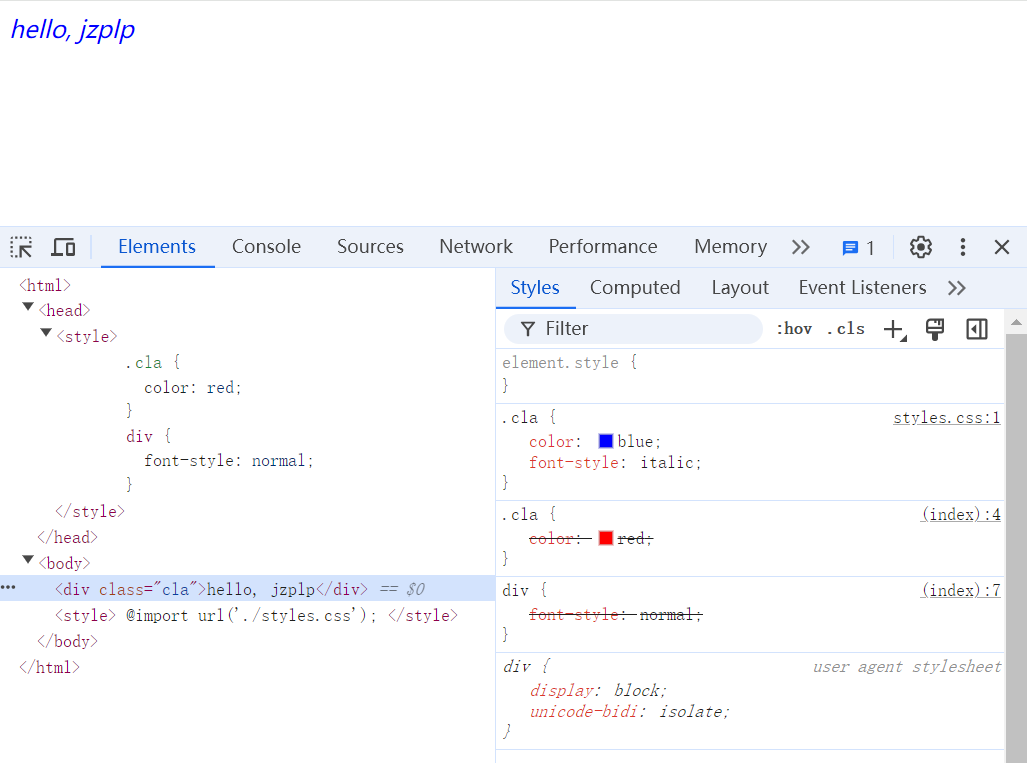 hello, jzplp
Elements Console Sources Network Performance Memory 1
<html>
<head>
<style>
.cla {
color: red;
}
div {
font-style: normal;
}
</style>
</head>
<body>
<div class="cla">hello, jzplp</div> == $0
<style> @import url('./styles.css'); </style>
</body>
</html>
Styles Computed Layout Event Listeners
Filter :hov .cls
element.style {
}
.cla { styles.css:1
color: blue;
font-style: italic;
}
.cla { (index):4
color: red;
}
div { (index):7
font-style: normal;
}
div { user agent stylesheet
display: block;
unicode-bidi: isolate;
}